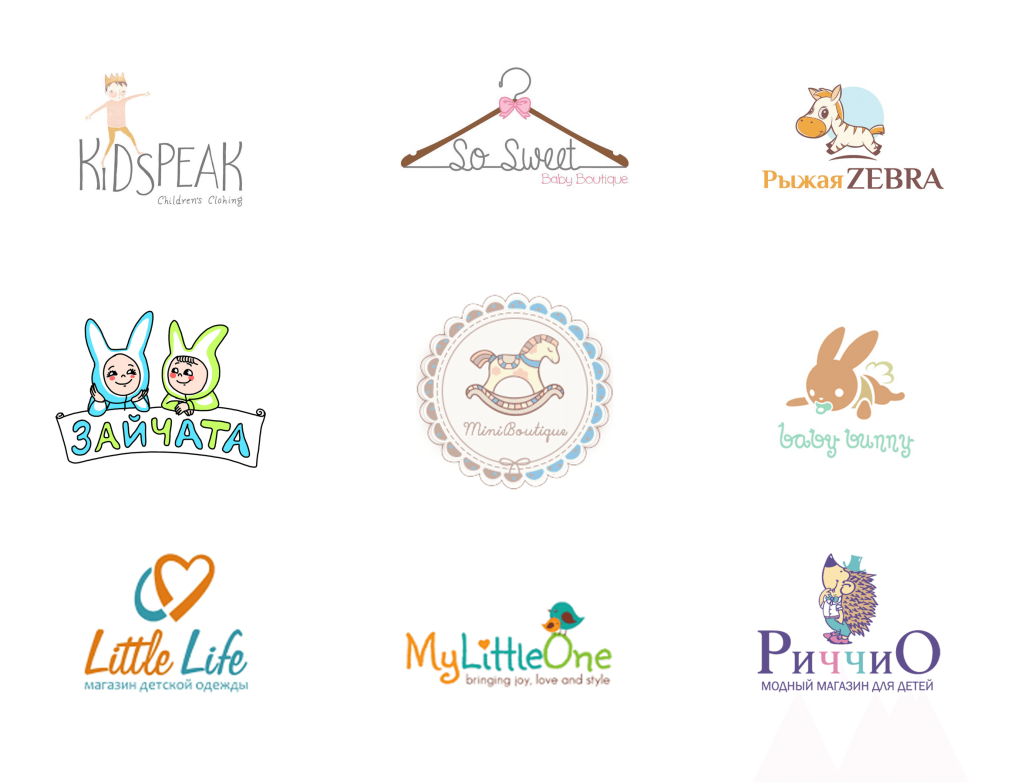 KiDsPEAK
Children's Clohing
So Sweet
Baby Boutique
Рыжая ZEBRA
ЗАЙЧАТА
MiniBoutique
baby bunny
Little Life
магазин детской одежды
MyLittleOne
bringing joy, love and style
РиччиО
МОДНЫЙ МАГАЗИН ДЛЯ ДЕТЕЙ